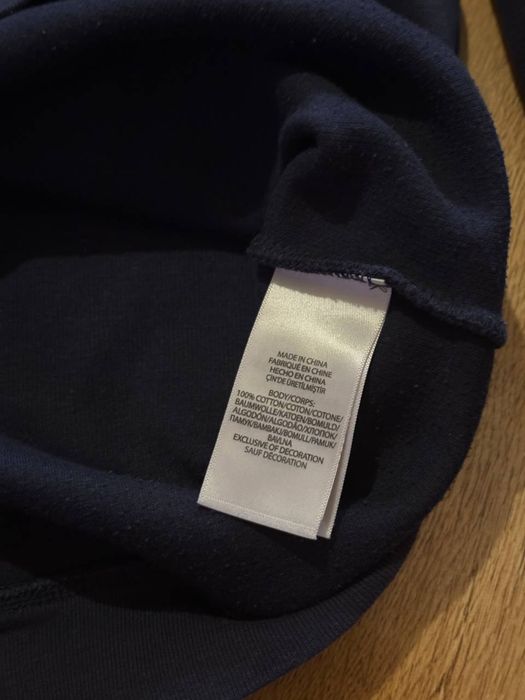 MADE IN CHINA
FABRIQUÉ EN CHINE
HECHO EN CHINA
ÇİN'DE ÜRETİLMİŞTİR
BODY/CORPS:
100% COTTON/COTON/COTONE/
BAUMWOLLE/KATOEN/BOMULD/
ALGODÓN/ALGODÃO/ХЛОПОК/
ΠΑΜΥΚ/BAMBAKI/BOMULL/PAMUK/
BAVLNA
EXCLUSIVE OF DECORATION
SAUF DÉCORATION